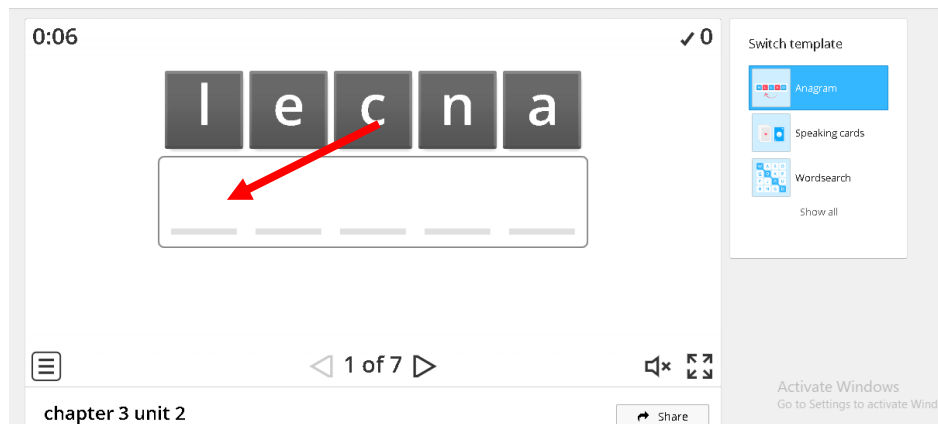 0:06
✓ 0
l e c n a
1 of 7
chapter 3 unit 2
Share
Switch template
Anagram
Speaking cards
Wordsearch
Show all
Activate Windows
Go to Settings to activate Wind